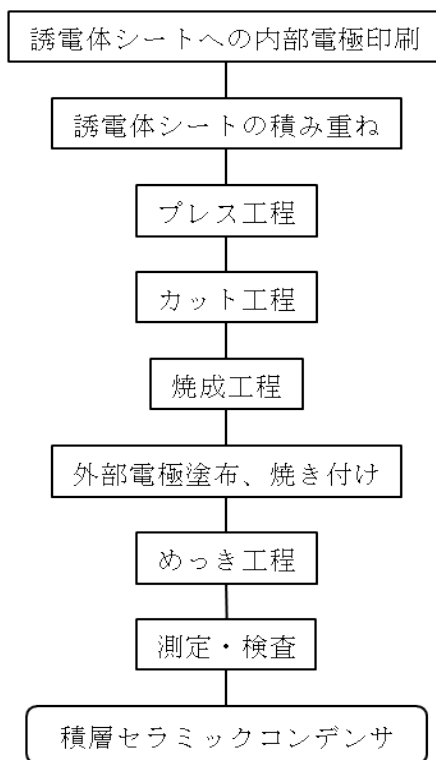 誘電体シートへの内部電極印刷
誘電体シートの積み重ね
プレス工程
カット工程
焼成工程
外部電極塗布、焼き付け
めっき工程
測定・検査
積層セラミックコンデンサ